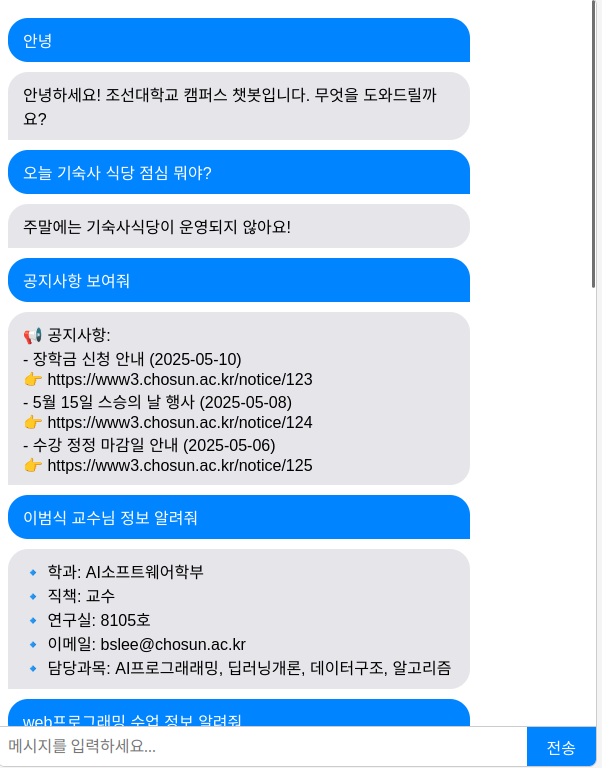 안녕
안녕하세요! 조선대학교 캠퍼스 챗봇입니다. 무엇을 도와드릴까
요?
오늘 기숙사 식당 점심 뭐야?
주말에는 기숙사식당이 운영되지 않아요!
공지사항 보여줘
📢 공지사항:
- 장학금 신청 안내 (2025-05-10)
👉 https://www3.chosun.ac.kr/notice/123
- 5월 15일 스승의 날 행사 (2025-05-08)
👉 https://www3.chosun.ac.kr/notice/124
- 수강 정정 마감일 안내 (2025-05-06)
👉 https://www3.chosun.ac.kr/notice/125
이범식 교수님 정보 알려줘
🔹 학과: AI소프트웨어학부
🔹 직책: 교수
🔹 연구실: 8105호
🔹 이메일: bslee@chosun.ac.kr
🔹 담당과목: AI프로그래래밍, 딥러닝개론, 데이터구조, 알고리즘
web프로그래밍 수업 정보 알려줘
메시지를 입력하세요...
전송